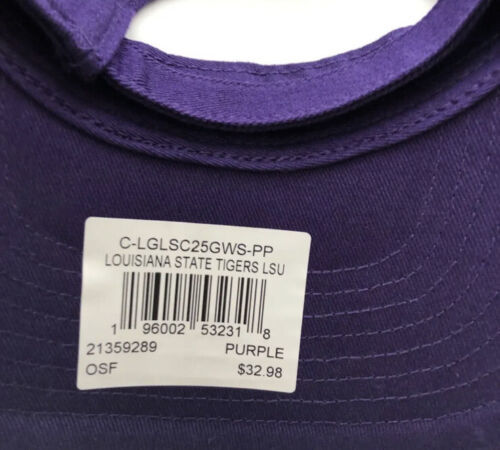 C-LGLSC25GWS-PP
LOUISIANA STATE TIGERS LSU
1 96002 53231 8
21359289 PURPLE
OSF $32.98